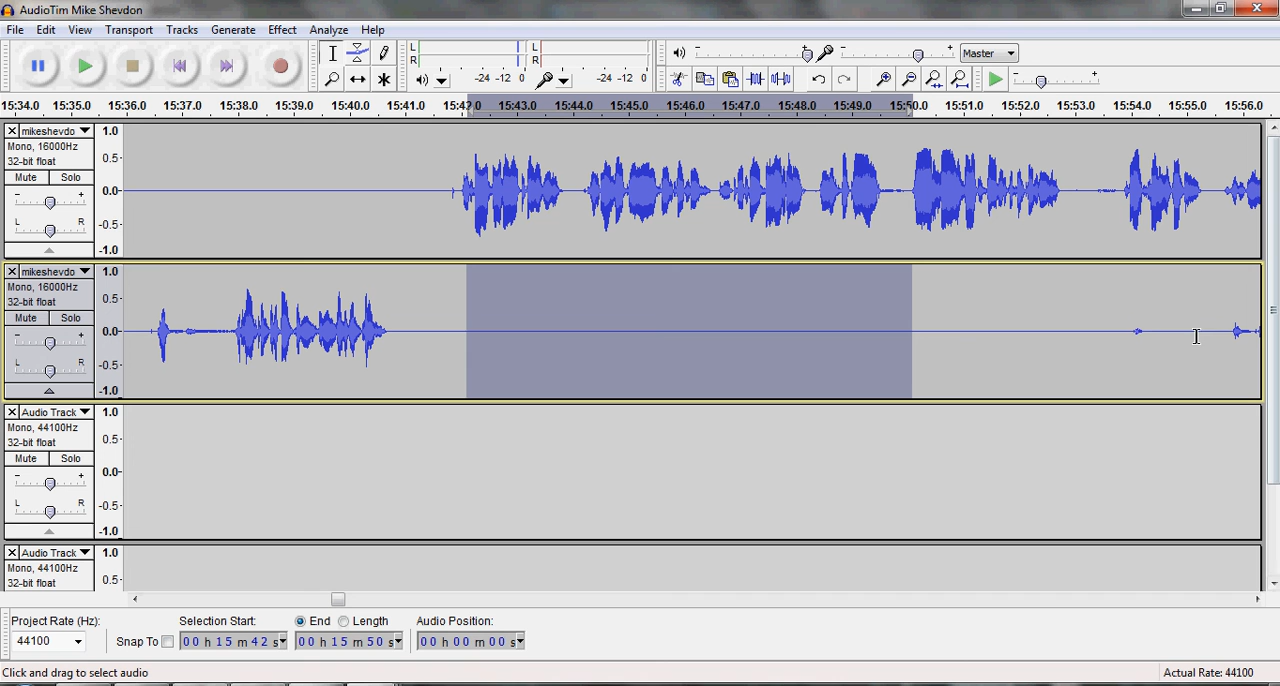 AudioTim Mike Shevdon
File Edit View Transport Tracks Generate Effect Analyze Help
L R -24 -12 0 L R -24 -12 0 Master
15:34.0 15:35.0 15:36.0 15:37.0 15:38.0 15:39.0 15:40.0 15:41.0 15:42.0 15:43.0 15:44.0 15:45.0 15:46.0 15:47.0 15:48.0 15:49.0 15:50.0 15:51.0 15:52.0 15:53.0 15:54.0 15:55.0 15:56.0
mikeshevdo 1.0
Mono, 16000Hz
32-bit float 0.5
Mute Solo 0.0
- +
L R -0.5
-1.0
mikeshevdo 1.0
Mono, 16000Hz
32-bit float 0.5
Mute Solo 0.0
- +
L R -0.5
-1.0
Audio Track 1.0
Mono, 44100Hz
32-bit float 0.5
Mute Solo 0.0
- +
L R -0.5
-1.0
Audio Track 1.0
Mono, 44100Hz
32-bit float 0.5
Project Rate (Hz): Selection Start: End Length Audio Position:
44100 Snap To 00 h 15 m 42 s 00 h 15 m 50 s 00 h 00 m 00 s
Click and drag to select audio Actual Rate: 44100